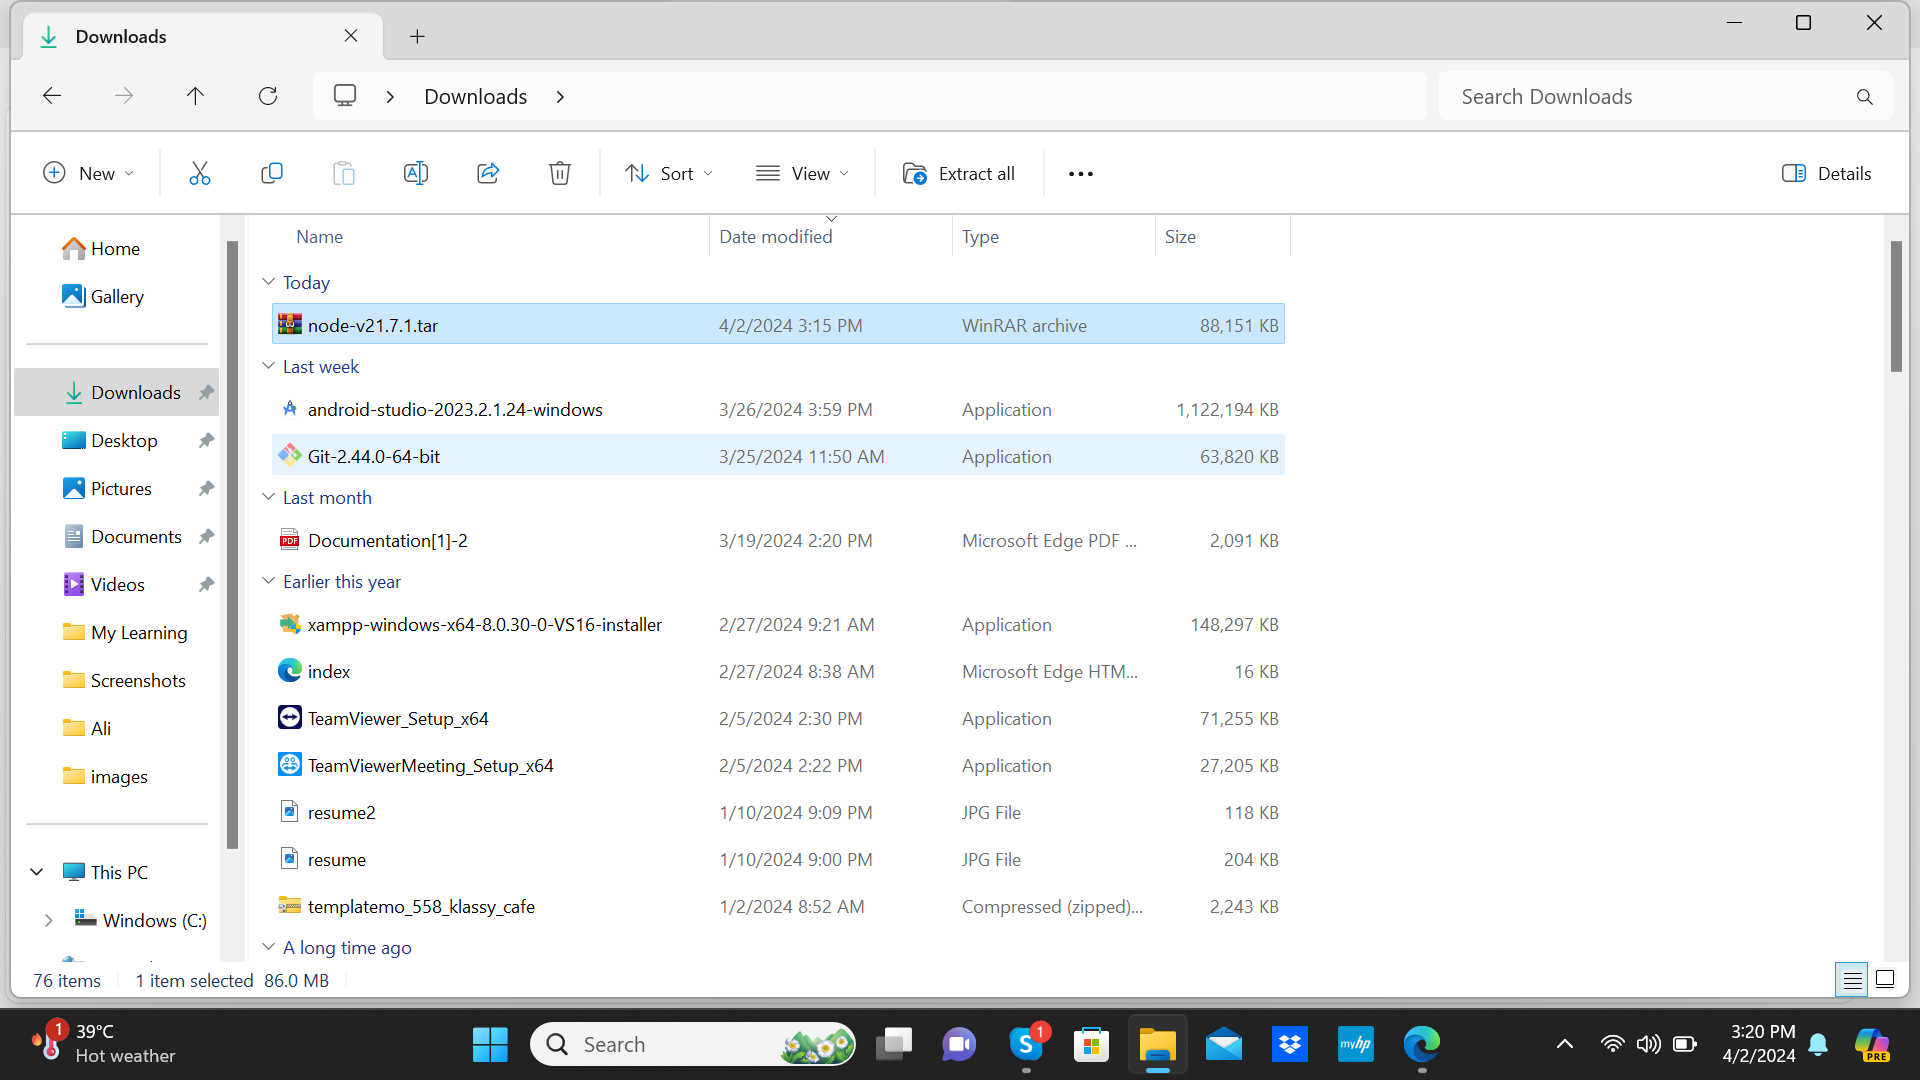 Downloads
Downloads
Search Downloads
New
Sort
View
Extract all
Details
Home
Gallery
Downloads
Desktop
Pictures
Documents
Videos
My Learning
Screenshots
Ali
images
This PC
Windows (C:)
Name Date modified Type Size
Today
node-v21.7.1.tar 4/2/2024 3:15 PM WinRAR archive 88,151 KB
Last week
android-studio-2023.2.1.24-windows 3/26/2024 3:59 PM Application 1,122,194 KB
Git-2.44.0-64-bit 3/25/2024 11:50 AM Application 63,820 KB
Last month
Documentation[1]-2 3/19/2024 2:20 PM Microsoft Edge PDF ... 2,091 KB
Earlier this year
xampp-windows-x64-8.0.30-0-VS16-installer 2/27/2024 9:21 AM Application 148,297 KB
index 2/27/2024 8:38 AM Microsoft Edge HTM... 16 KB
TeamViewer_Setup_x64 2/5/2024 2:30 PM Application 71,255 KB
TeamViewerMeeting_Setup_x64 2/5/2024 2:22 PM Application 27,205 KB
resume2 1/10/2024 9:09 PM JPG File 118 KB
resume 1/10/2024 9:00 PM JPG File 204 KB
templatemo_558_klassy_cafe 1/2/2024 8:52 AM Compressed (zipped)... 2,243 KB
A long time ago
76 items 1 item selected 86.0 MB
1
39°C
Hot weather
Search
S
1
myhp
3:20 PM
4/2/2024
PRE